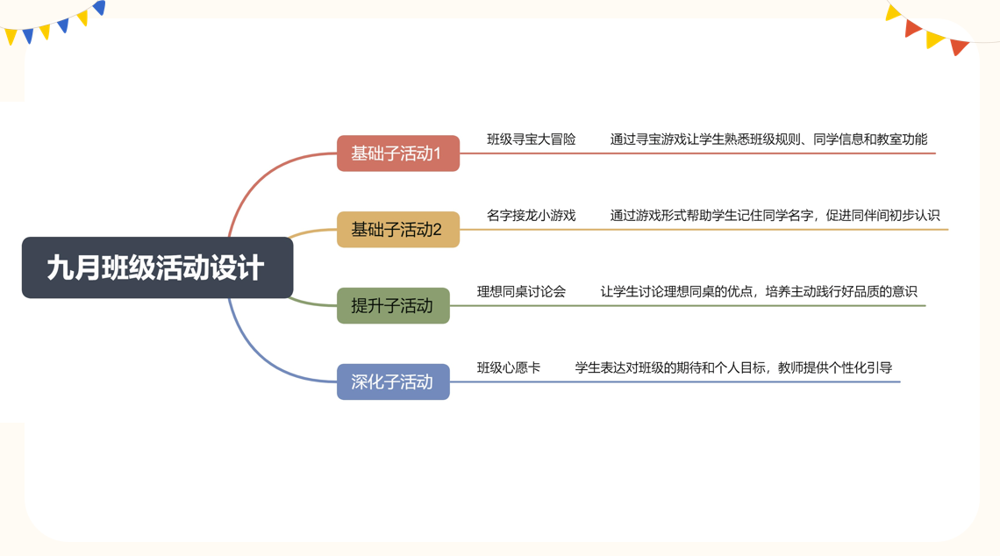 九月班级活动设计
基础子活动1
班级寻宝大冒险 通过寻宝游戏让学生熟悉班级规则、同学信息和教室功能
基础子活动2
名字接龙小游戏 通过游戏形式帮助学生记住同学名字，促进同伴间初步认识
提升子活动
理想同桌讨论会 让学生讨论理想同桌的优点，培养主动践行好品质的意识
深化子活动
班级心愿卡 学生表达对班级的期待和个人目标，教师提供个性化引导